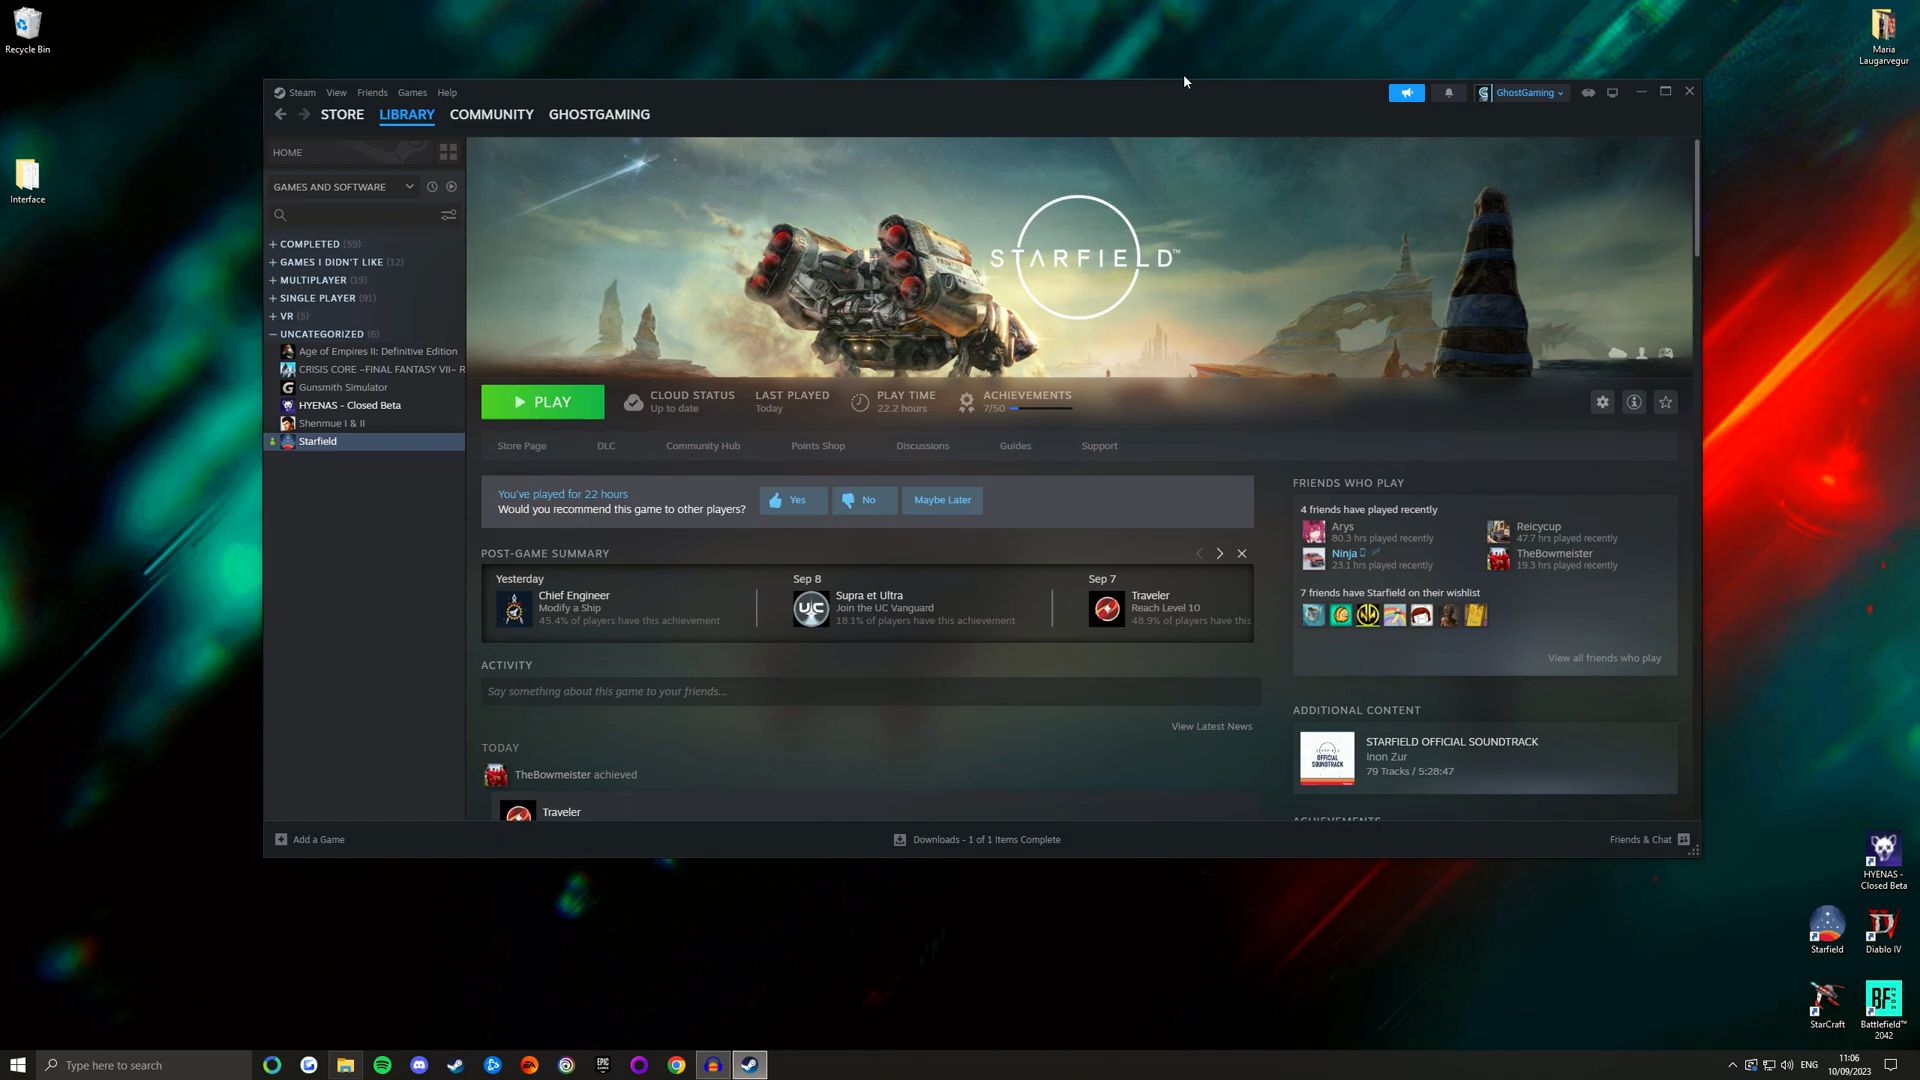 Recycle Bin
Maria
Laugarvegur
Interface
Steam View Friends Games Help
GhostGaming
STORE LIBRARY COMMUNITY GHOSTGAMING
HOME
GAMES AND SOFTWARE
COMPLETED (59)
GAMES I DIDN'T LIKE (12)
MULTIPLAYER (19)
SINGLE PLAYER (91)
VR (5)
UNCATEGORIZED (6)
Age of Empires II: Definitive Edition
CRISIS CORE –FINAL FANTASY VII– R
Gunsmith Simulator
HYENAS - Closed Beta
Shenmue I & II
Starfield
STARFIELD™
PLAY
CLOUD STATUS
Up to date
LAST PLAYED
Today
PLAY TIME
22.2 hours
ACHIEVEMENTS
7/50
Store Page DLC Community Hub Points Shop Discussions Guides Support
You've played for 22 hours
Would you recommend this game to other players?
Yes No Maybe Later
POST-GAME SUMMARY
Yesterday
Chief Engineer
Modify a Ship
45.4% of players have this achievement
Sep 8
UC
Supra et Ultra
Join the UC Vanguard
18.1% of players have this achievement
Sep 7
Traveler
Reach Level 10
48.9% of players have this
ACTIVITY
Say something about this game to your friends...
View Latest News
TODAY
TheBowmeister achieved
Traveler
FRIENDS WHO PLAY
4 friends have played recently
Arys
80.3 hrs played recently
Reicycup
47.7 hrs played recently
Ninja
23.1 hrs played recently
TheBowmeister
19.3 hrs played recently
7 friends have Starfield on their wishlist
View all friends who play
ADDITIONAL CONTENT
STARFIELD
OFFICIAL
SOUNDTRACK
STARFIELD OFFICIAL SOUNDTRACK
Inon Zur
79 Tracks / 5:28:47
ACHIEVEMENTS
Add a Game
Downloads - 1 of 1 Items Complete
Friends & Chat
HYENAS -
Closed Beta
Starfield
Diablo IV
StarCraft
BF
2042
Battlefield™
2042
Type here to search
EA
EPIC
GAMES
ENG
11:06
10/09/2023